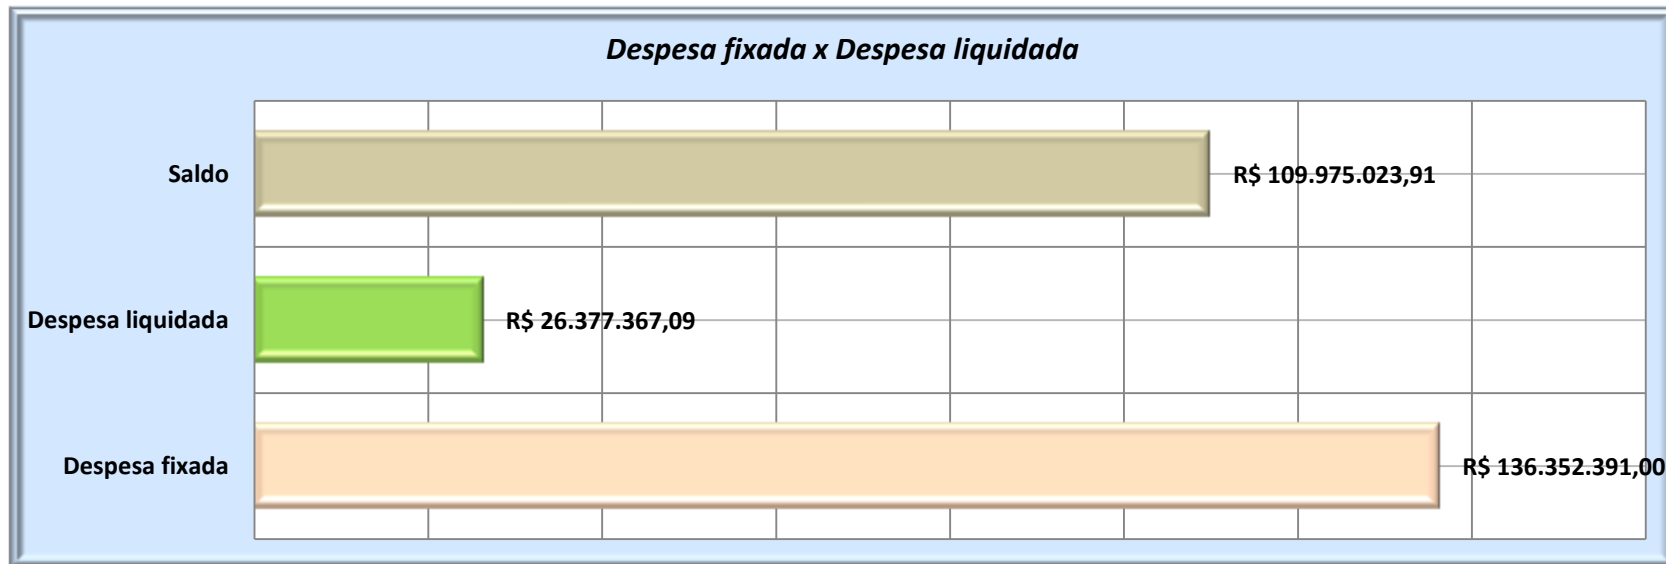 Despesa fixada x Despesa liquidada
Saldo
R$ 109.975.023,91
Despesa liquidada
R$ 26.377.367,09
Despesa fixada
R$ 136.352.391,00